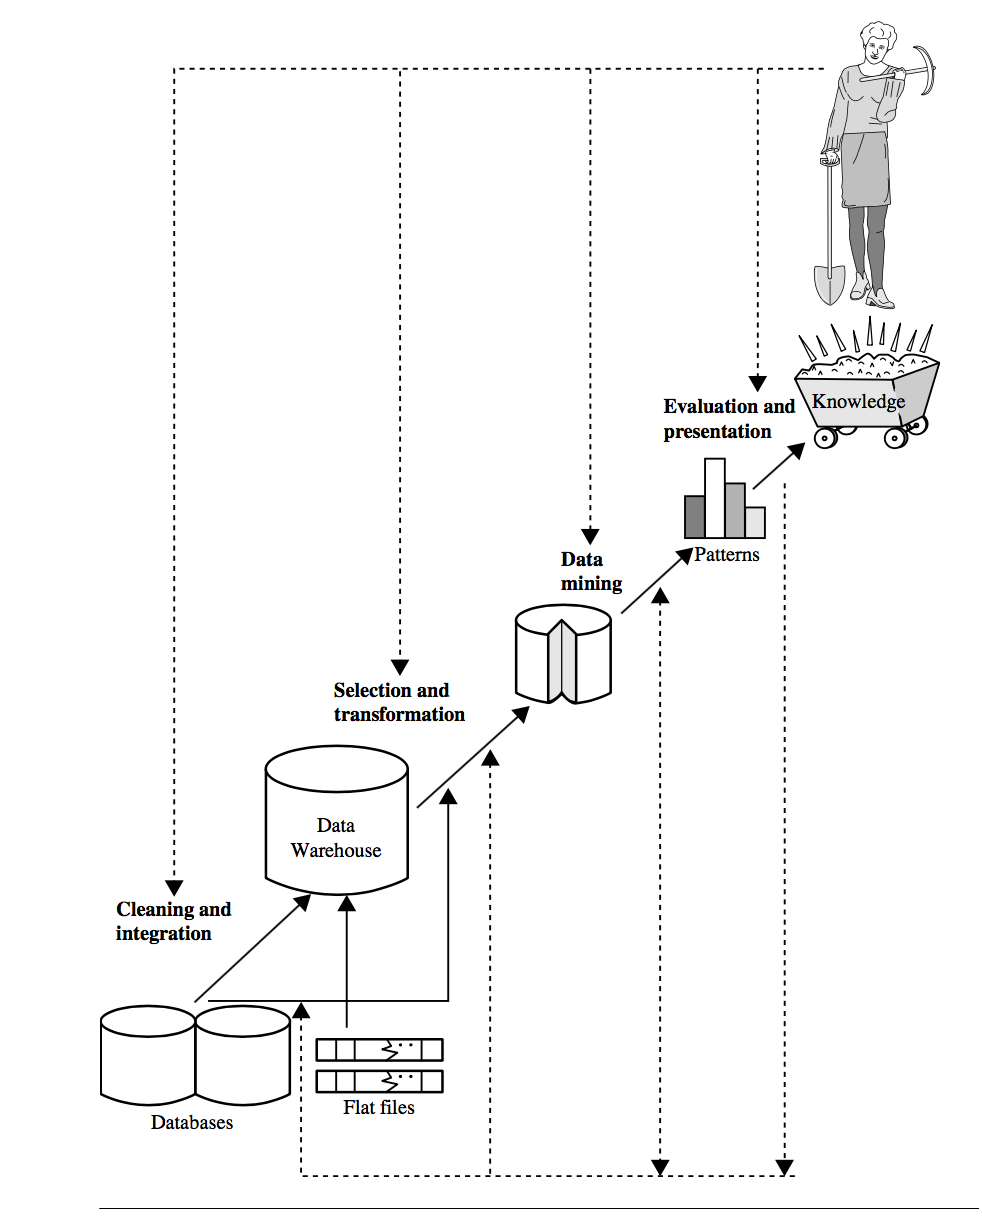 Evaluation and
presentation
Knowledge
Patterns
Data
mining
Selection and
transformation
Data
Warehouse
Cleaning and
integration
Databases
Flat files